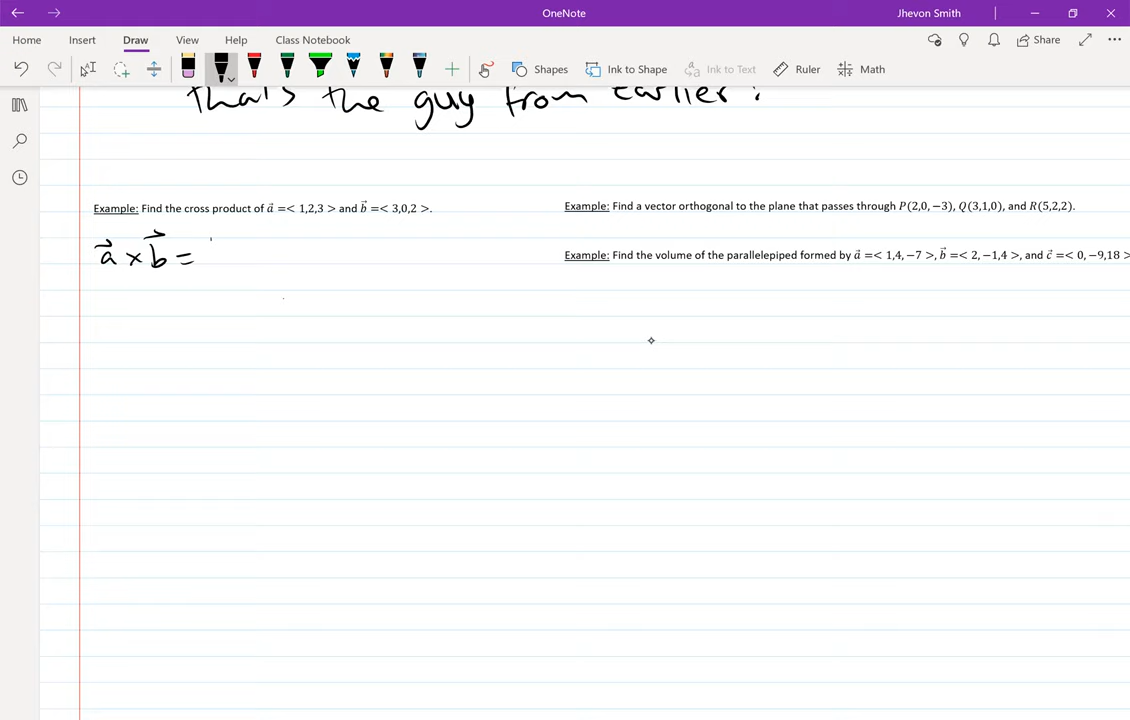 OneNote
Jhevon Smith
Home Insert Draw View Help Class Notebook
Share
Shapes Ink to Shape Ink to Text Ruler Math
that's the guy from earlier!
Example: Find the cross product of a⃗ =< 1,2,3 > and b⃗ =< 3,0,2 >.
a⃗ × b⃗ =
Example: Find a vector orthogonal to the plane that passes through P(2,0, −3), Q(3,1,0), and R(5,2,2).
Example: Find the volume of the parallelepiped formed by a⃗ =< 1,4, −7 >, b⃗ =< 2, −1,4 >, and c⃗ =< 0, −9,18 >